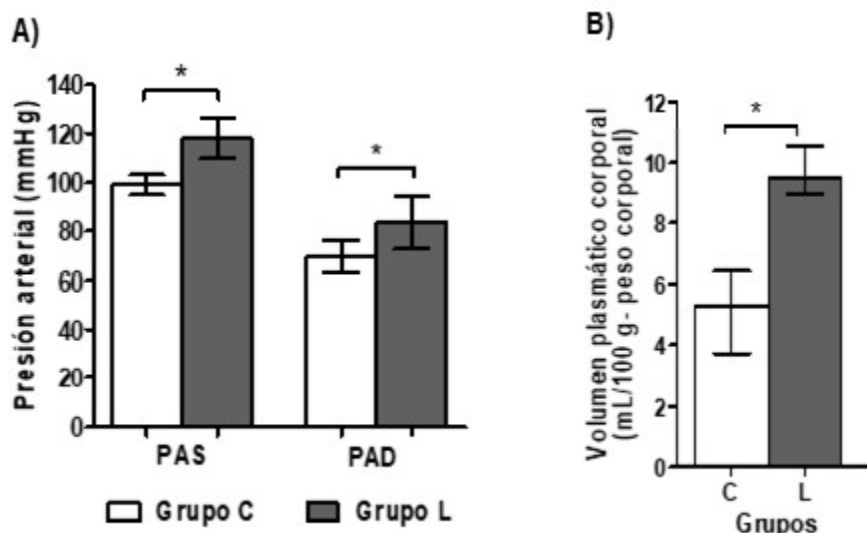 A)
Presión arterial (mmHg)
140
120
100
80
60
40
20
0
*
*
PAS
PAD
Grupo C
Grupo L
B)
Volumen plasmático corporal
(mL/100 g- peso corporal)
12
10
8
6
4
2
0
*
C
L
Grupos